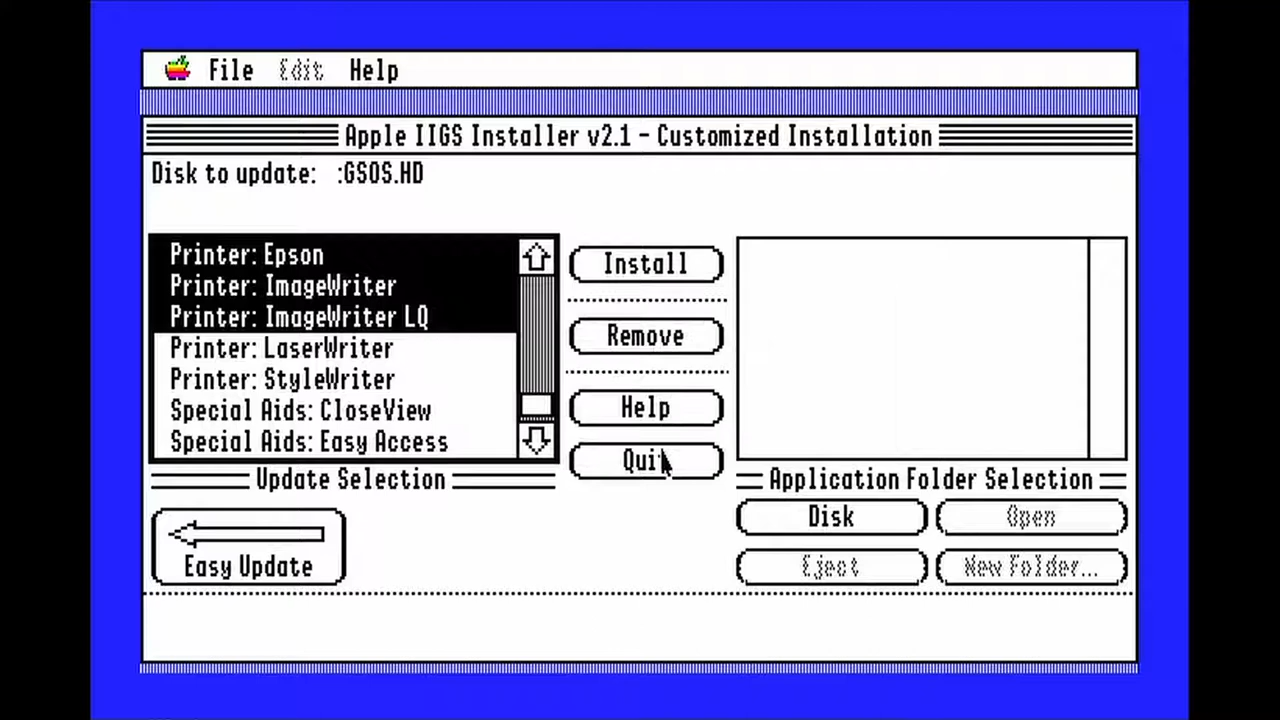 File Edit Help
Apple IIGS Installer v2.1 - Customized Installation
Disk to update: :GSOS.HD
Printer: Epson
Printer: ImageWriter
Printer: ImageWriter LQ
Printer: LaserWriter
Printer: StyleWriter
Special Aids: CloseView
Special Aids: Easy Access
Update Selection
Easy Update
Install
Remove
Help
Quit
Application Folder Selection
Disk
Open
Eject
New Folder...